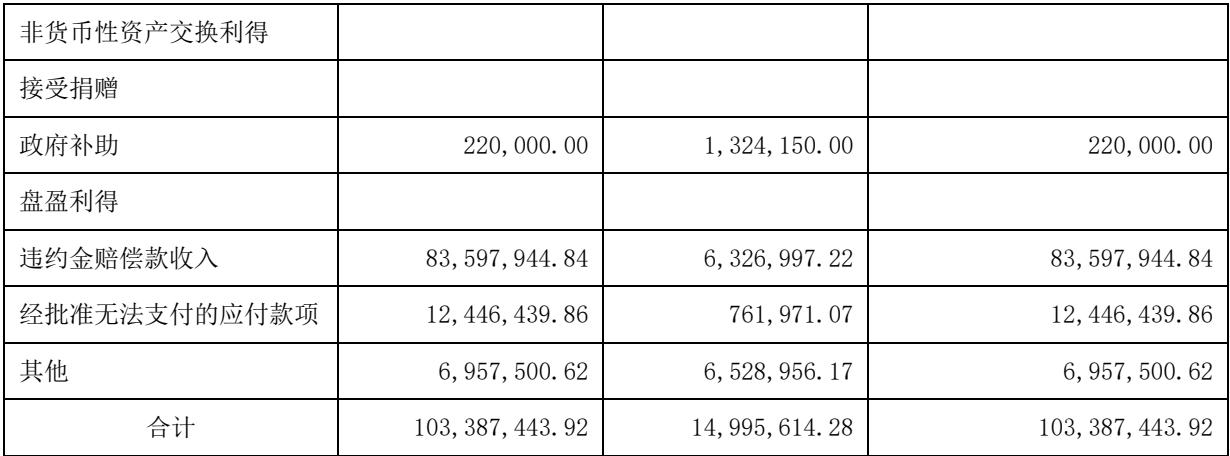 非货币性资产交换利得
接受捐赠
政府补助 220,000.00 1,324,150.00 220,000.00
盘盈利得
违约金赔偿款收入 83,597,944.84 6,326,997.22 83,597,944.84
经批准无法支付的应付款项 12,446,439.86 761,971.07 12,446,439.86
其他 6,957,500.62 6,528,956.17 6,957,500.62
合计 103,387,443.92 14,995,614.28 103,387,443.92